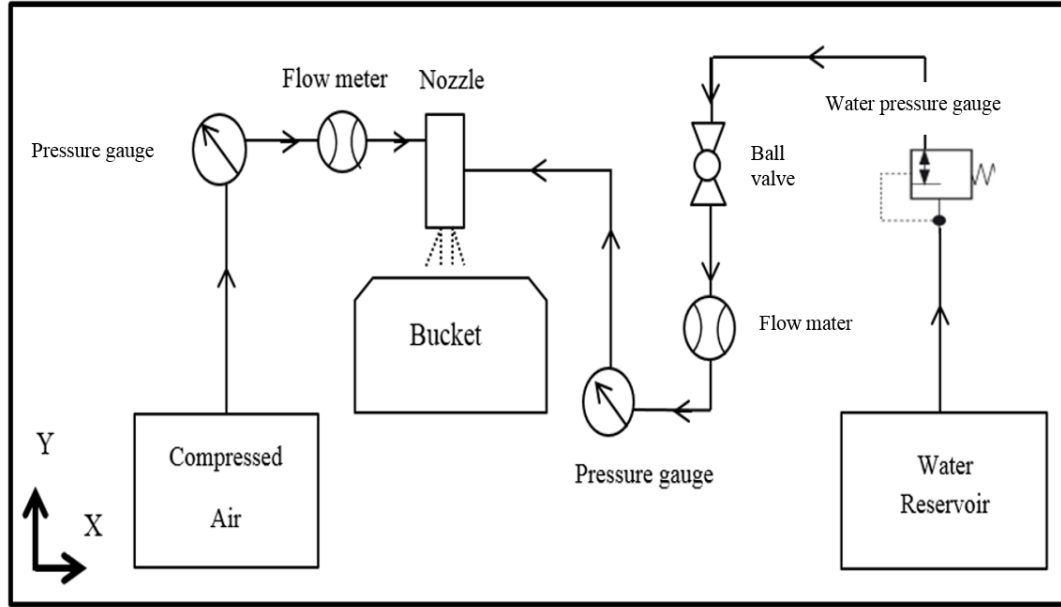 Flow meter
Nozzle
Water pressure gauge
Pressure gauge
Ball
valve
Bucket
Flow mater
Compressed
Air
Pressure gauge
Water
Reservoir
Y
X